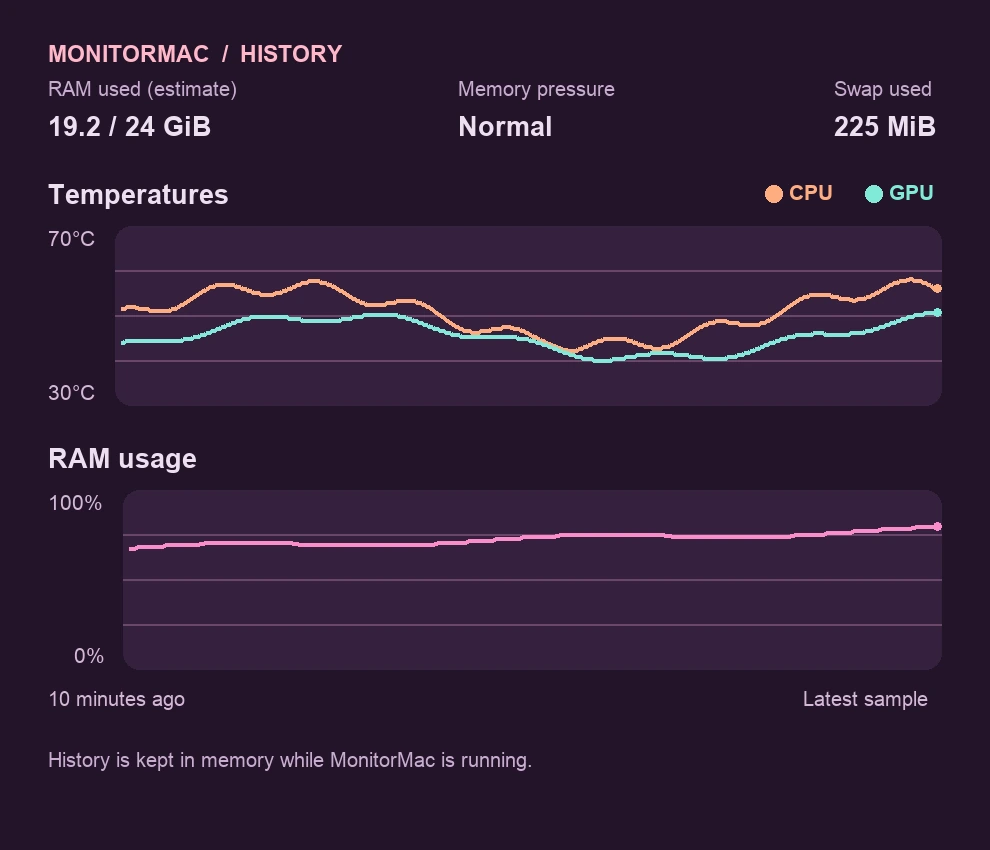 MONITORMAC / HISTORY
RAM used (estimate) Memory pressure Swap used
19.2 / 24 GiB Normal 225 MiB
Temperatures CPU GPU
70°C
30°C
RAM usage
100%
0%
10 minutes ago Latest sample
History is kept in memory while MonitorMac is running.